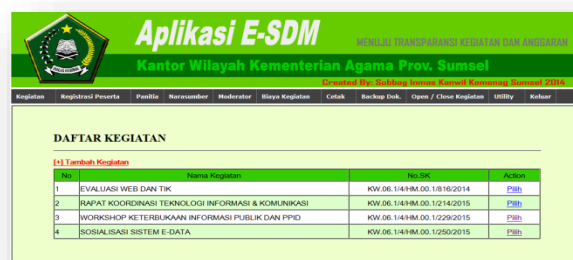 Aplikasi E-SDM
MENUJU TRANSPARANSI KEGIATAN DAN ANGGARAN
Kantor Wilayah Kementerian Agama Prov. Sumsel
Created By: Subbag Inmas Kanwil Kemenag Sumsel 2014
Kegiatan Registrasi Peserta Panitia Narasumber Moderator Biaya Kegiatan Cetak Backup Dok. Open / Close Kegiatan Utility Keluar
DAFTAR KEGIATAN
[+] Tambah Kegiatan
No Nama Kegiatan No.SK Action
1 EVALUASI WEB DAN TIK KW.06.1/4/HM.00.1/816/2014 Pilih
2 RAPAT KOORDINASI TEKNOLOGI INFORMASI & KOMUNIKASI KW.06.1/4/HM.00.1/214/2015 Pilih
3 WORKSHOP KETERBUKAAN INFORMASI PUBLIK DAN PPID KW.06.1/4/HM.00.1/229/2015 Pilih
4 SOSIALISASI SISTEM E-DATA KW.06.1/4/HM.00.1/250/2015 Pilih